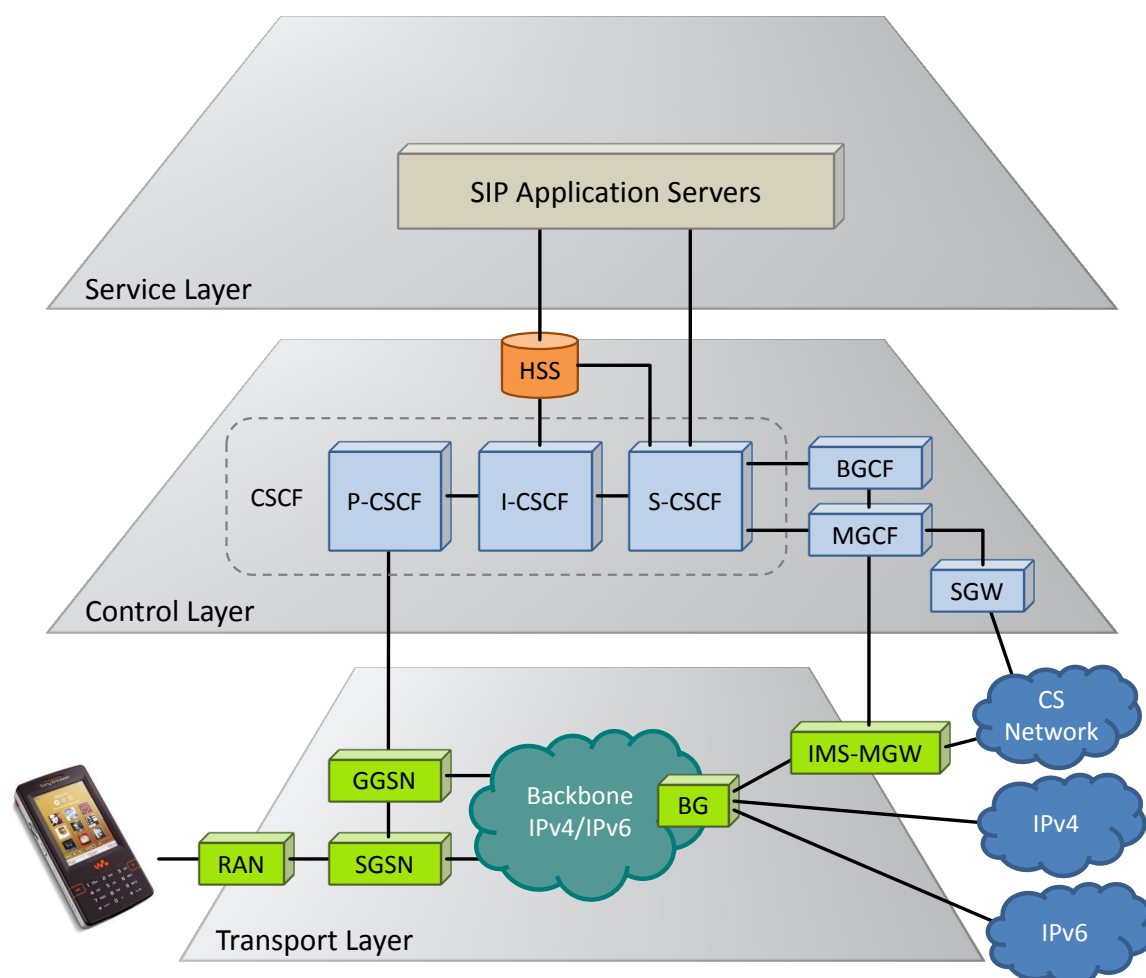 SIP Application Servers
Service Layer
HSS
CSCF
P-CSCF
I-CSCF
S-CSCF
BGCF
MGCF
SGW
Control Layer
CS
Network
IMS-MGW
GGSN
Backbone
IPv4/IPv6
BG
IPv4
RAN
SGSN
IPv6
Transport Layer